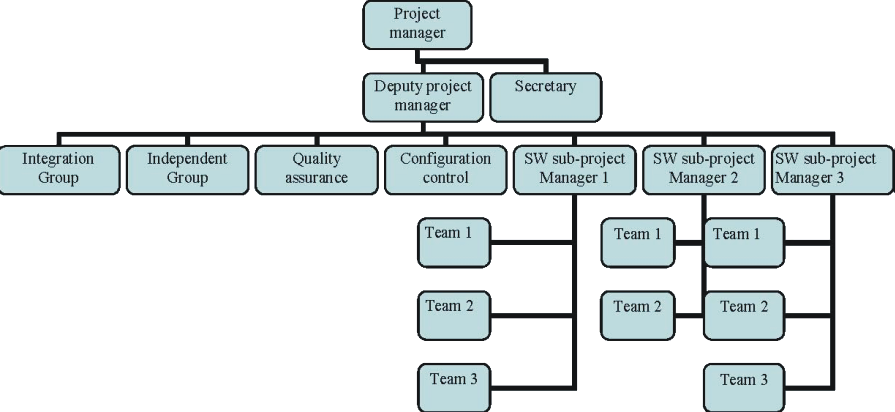 Project
manager
Deputy project
manager
Secretary
Integration
Group
Independent
Group
Quality
assurance
Configuration
control
SW sub-project
Manager 1
SW sub-project
Manager 2
SW sub-project
Manager 3
Team 1
Team 1
Team 1
Team 2
Team 2
Team 2
Team 3
Team 3